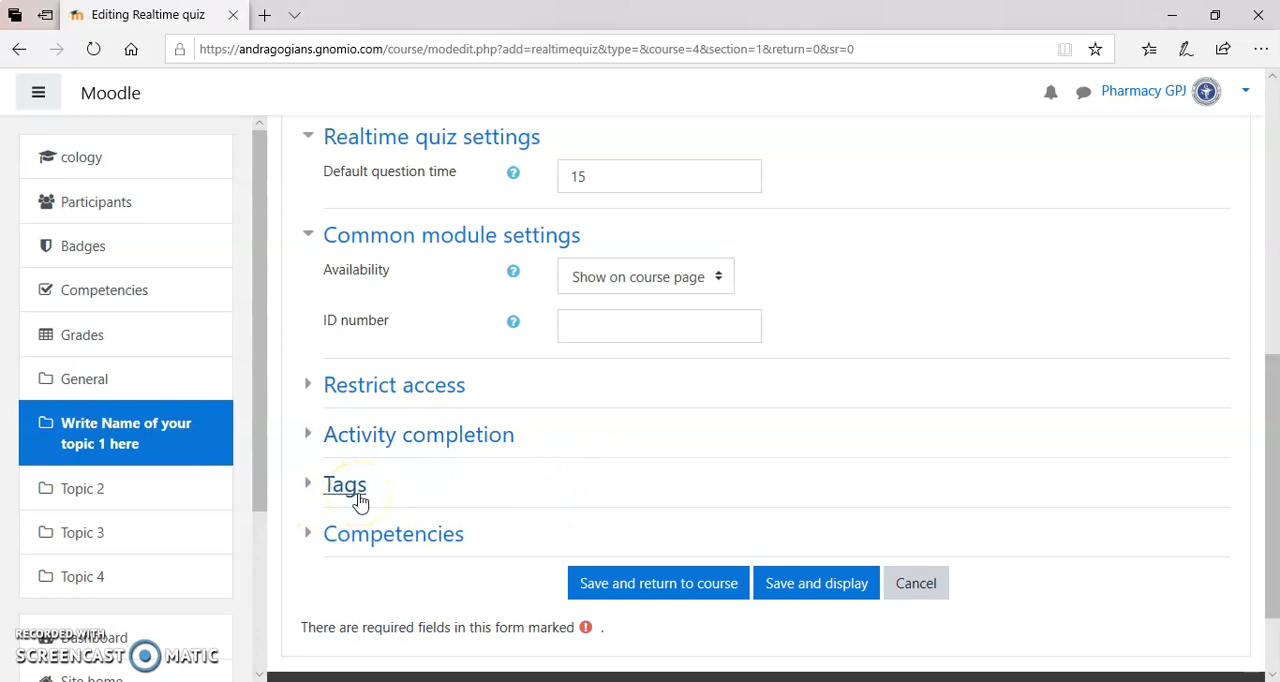 Editing Realtime quiz
https://andragogians.gnomio.com/course/modedit.php?add=realtimequiz&type=&course=4&section=1&return=0&sr=0
Moodle
Pharmacy GPJ
cology
Participants
Badges
Competencies
Grades
General
Write Name of your
topic 1 here
Topic 2
Topic 3
Topic 4
Dashboard
Site home
RECORDED WITH
SCREENCAST MATIC
Realtime quiz settings
Default question time
15
Common module settings
Availability
Show on course page
ID number
Restrict access
Activity completion
Tags
Competencies
Save and return to course
Save and display
Cancel
There are required fields in this form marked .